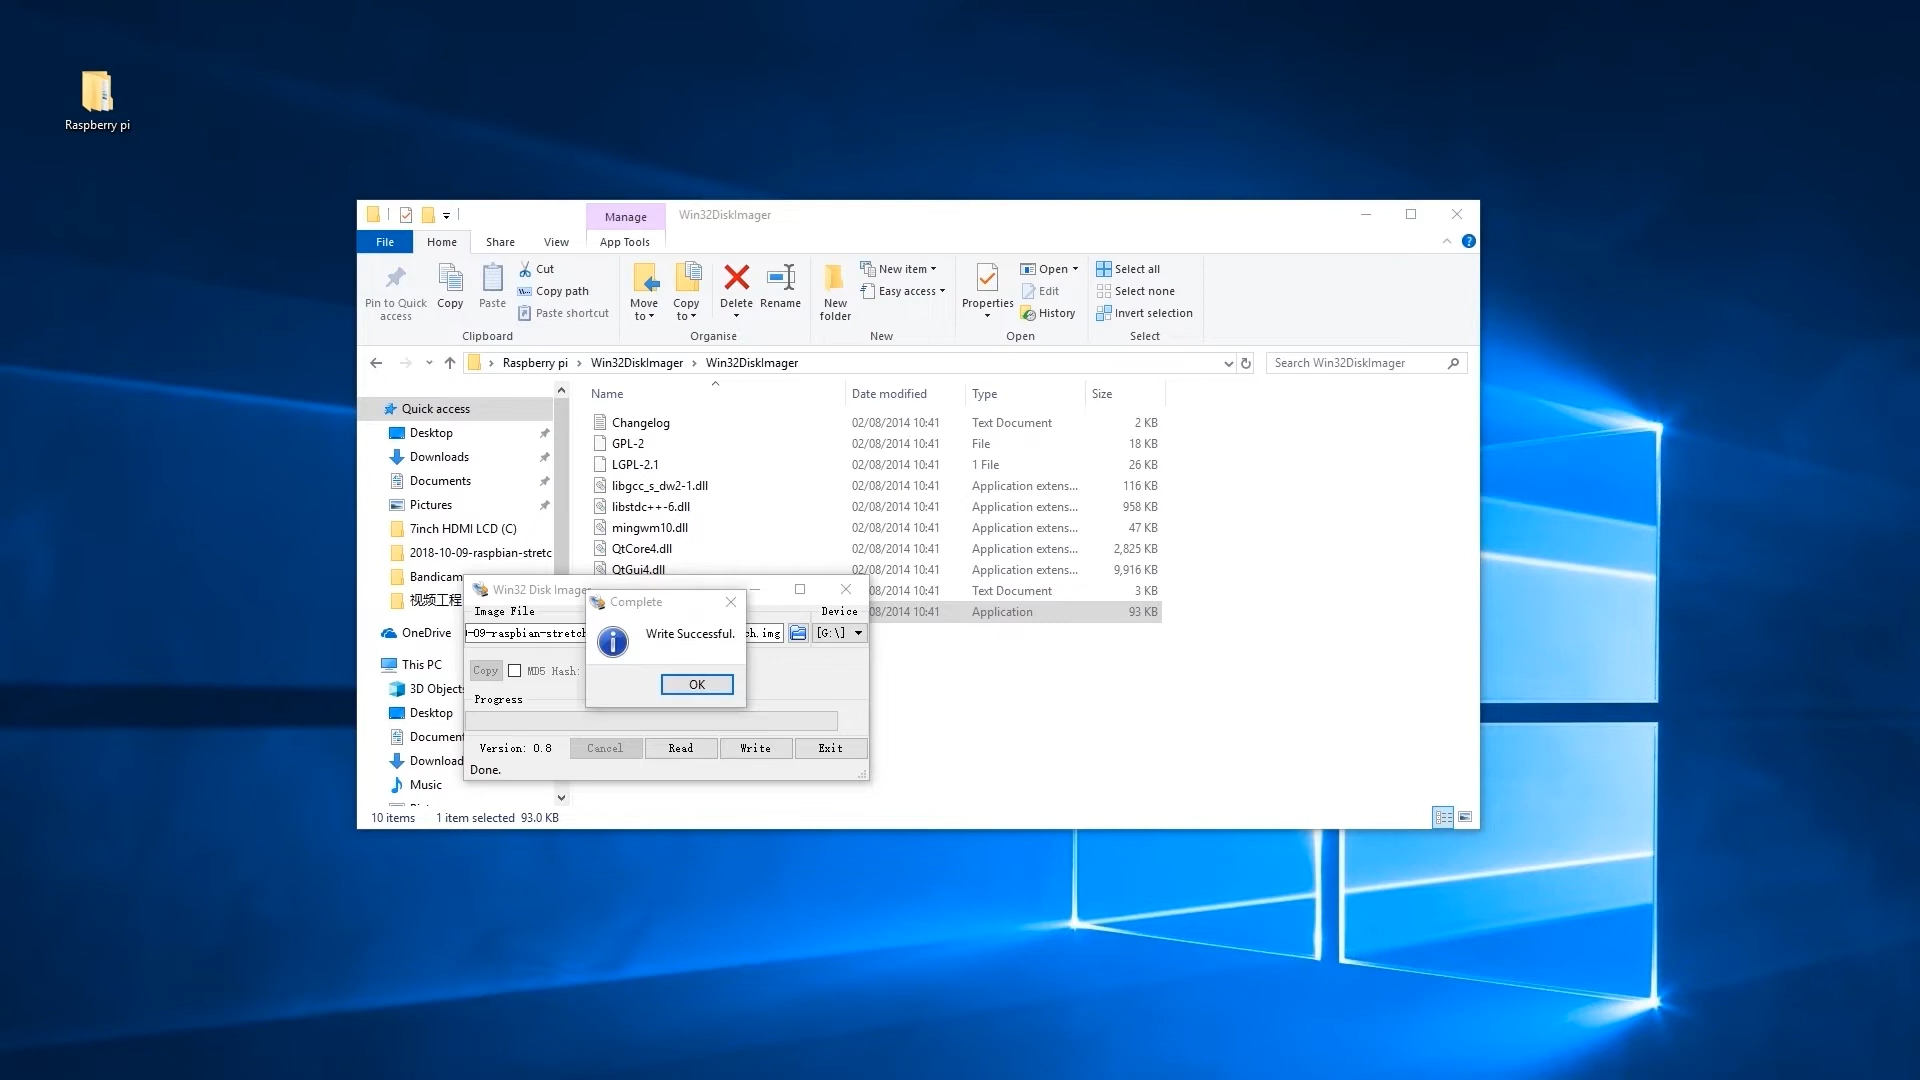 Raspberry pi
Manage
Win32DiskImager
File
Home
Share
View
App Tools
Pin to Quick access
Copy
Paste
Cut
Copy path
Paste shortcut
Clipboard
Move to
Copy to
Delete
Rename
Organise
New folder
New item
Easy access
New
Properties
Open
Edit
History
Open
Select all
Select none
Invert selection
Select
Raspberry pi
Win32DiskImager
Win32DiskImager
Search Win32DiskImager
Quick access
Desktop
Downloads
Documents
Pictures
7inch HDMI LCD (C)
2018-10-09-raspbian-stretc
Bandicam
视频工程
OneDrive
This PC
3D Objects
Desktop
Document
Download
Music
Name Date modified Type Size
Changelog 02/08/2014 10:41 Text Document 2 KB
GPL-2 02/08/2014 10:41 File 18 KB
LGPL-2.1 02/08/2014 10:41 1 File 26 KB
libgcc_s_dw2-1.dll 02/08/2014 10:41 Application extens... 116 KB
libstdc++-6.dll 02/08/2014 10:41 Application extens... 958 KB
mingwm10.dll 02/08/2014 10:41 Application extens... 47 KB
QtCore4.dll 02/08/2014 10:41 Application extens... 2,825 KB
QtGui4.dll 02/08/2014 10:41 Application extens... 9,916 KB
08/2014 10:41 Text Document 3 KB
08/2014 10:41 Application 93 KB
Win32 Disk Imager
Image File
Device
-09-raspbian-stretch
h.img
[G:\]
Copy
MD5 Hash:
Progress
Version: 0.8
Cancel
Read
Write
Exit
Done.
Complete
Write Successful.
OK
10 items
1 item selected 93.0 KB